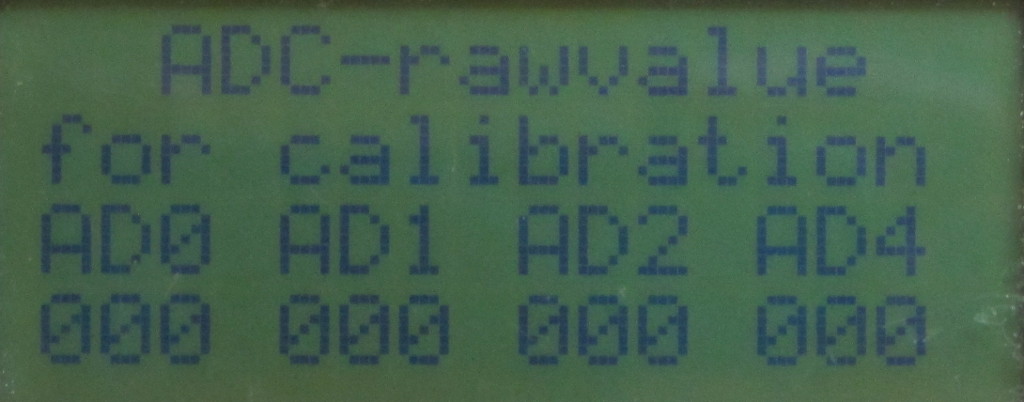 ADC-rawvalue
for calibration
AD0 AD1 AD2 AD4
000 000 000 000